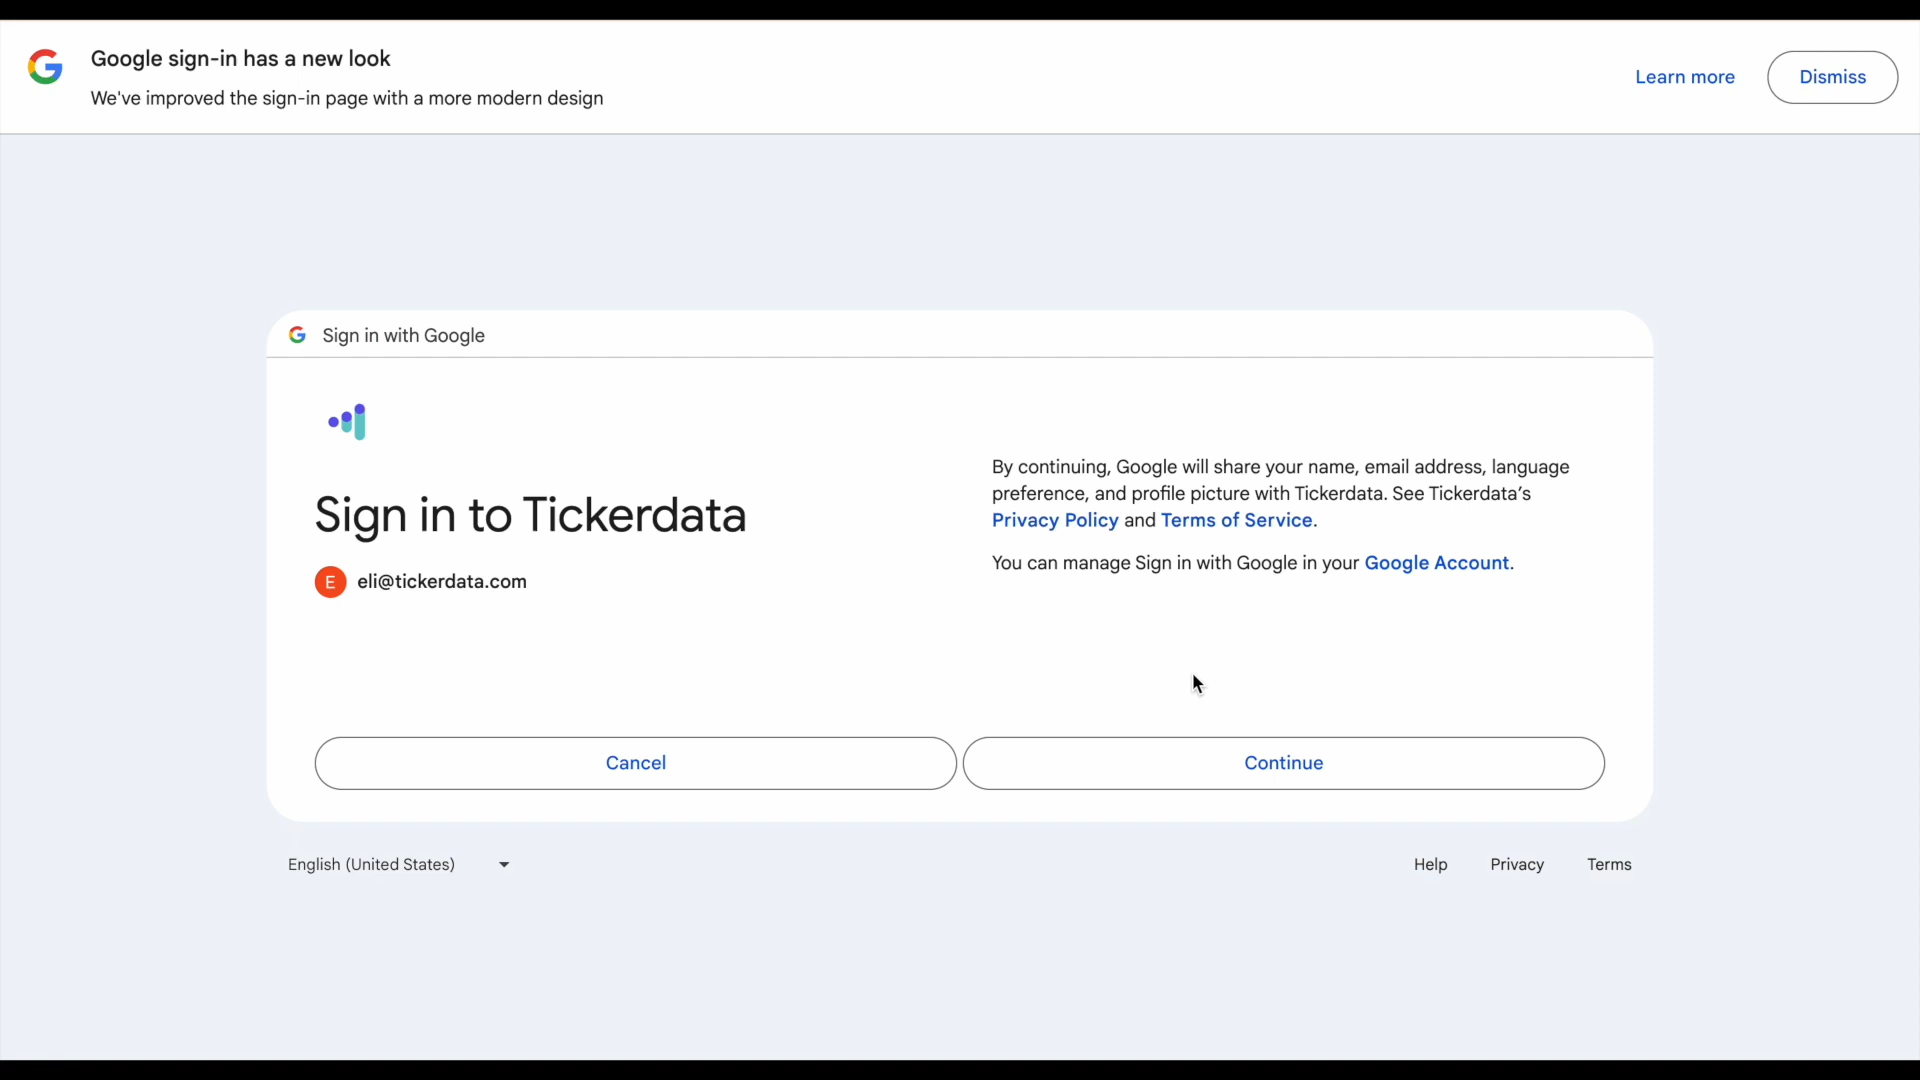 Google sign-in has a new look
We've improved the sign-in page with a more modern design
Learn more
Dismiss
Sign in with Google
Sign in to Tickerdata
E
eli@tickerdata.com
By continuing, Google will share your name, email address, language
preference, and profile picture with Tickerdata. See Tickerdata’s
Privacy Policy and Terms of Service.
You can manage Sign in with Google in your Google Account.
Cancel
Continue
English (United States)
Help
Privacy
Terms